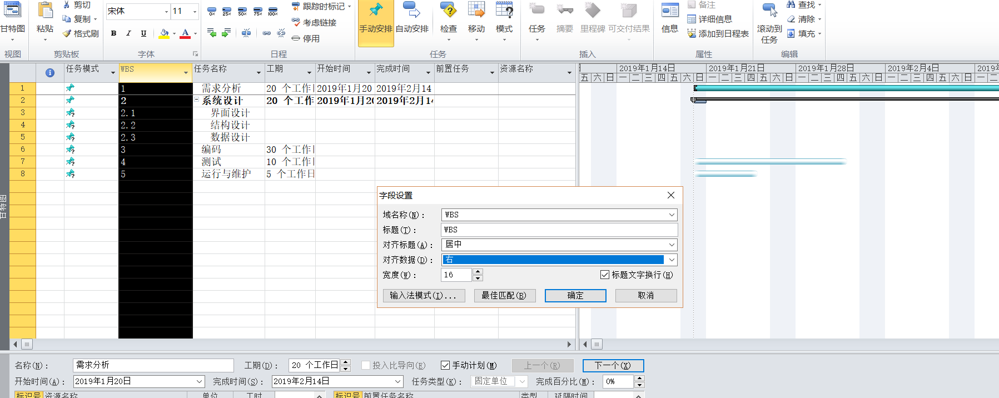 剪切
宋体 11
0% 25% 50% 75% 100%
跟踪时标记
甘特图 粘贴 复制
B I U A
考虑链接
手动安排 自动安排 检查 移动 模式 任务 摘要 里程碑 可交付结果 信息
备注
详细信息
滚动到
任务
查找
清除
格式刷
停用
添加到日程表
填充
视图 剪贴板 字体 日程 任务 插入 属性 编辑
任务模式 WBS 任务名称 工期 开始时间 完成时间 前置任务 资源名称
2019年1月14日 2019年1月21日 2019年1月28日 2019年2月4日 2019
五 六 日 一 二 三 四 五 六 日 一 二 三 四 五 六 日 一 二 三 四 五 六 日 一 二 三 四 五 六 日 一 二
1 1 需求分析 20 个工作 2019年1月20 2019年2月14
2 2 系统设计 20 个工作 2019年1月20 2019年2月14
3 2.1 界面设计
4 2.2 结构设计
5 2.3 数据设计
6 3 编码 30 个工作
7 4 测试 10 个工作
8 5 运行与维护 5 个工作日
甘特图
字段设置
域名称(N): WBS
标题(T): WBS
对齐标题(A): 居中
对齐数据(D): 右
宽度(W): 16 标题文字换行(H)
输入法模式(I)... 最佳匹配(B) 确定 取消
名称(N): 需求分析 工期(D): 20 个工作日 投入比导向(E) 手动计划(M) 上一个(R) 下一个(X)
开始时间(A): 2019年1月20日 完成时间(S): 2019年2月14日 任务类型(K): 固定单位 完成百分比(M): 0%
标识号 资源名称 单位 工时 标识号 前置任务名称 类型 延隔时间